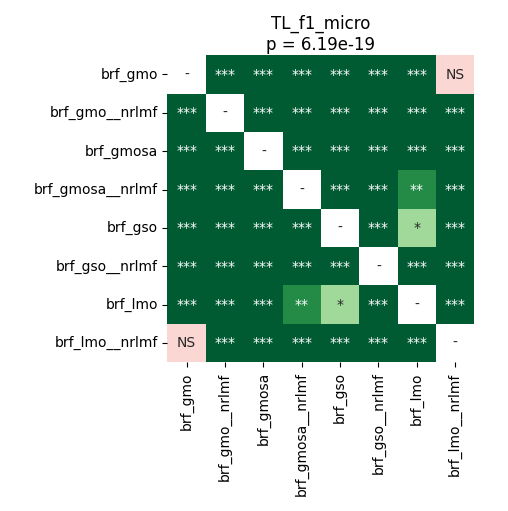 TL_f1_micro
p = 6.19e-19
brf_gmo - *** *** *** *** *** *** NS
brf_gmo__nrlmf *** - *** *** *** *** *** ***
brf_gmosa *** *** - *** *** *** *** ***
brf_gmosa__nrlmf *** *** *** - *** *** ** ***
brf_gso *** *** *** *** - *** * ***
brf_gso__nrlmf *** *** *** *** *** - *** ***
brf_lmo *** *** *** ** * *** - ***
brf_lmo__nrlmf NS *** *** *** *** *** *** -
brf_gmo
brf_gmo__nrlmf
brf_gmosa
brf_gmosa__nrlmf
brf_gso
brf_gso__nrlmf
brf_lmo
brf_lmo__nrlmf